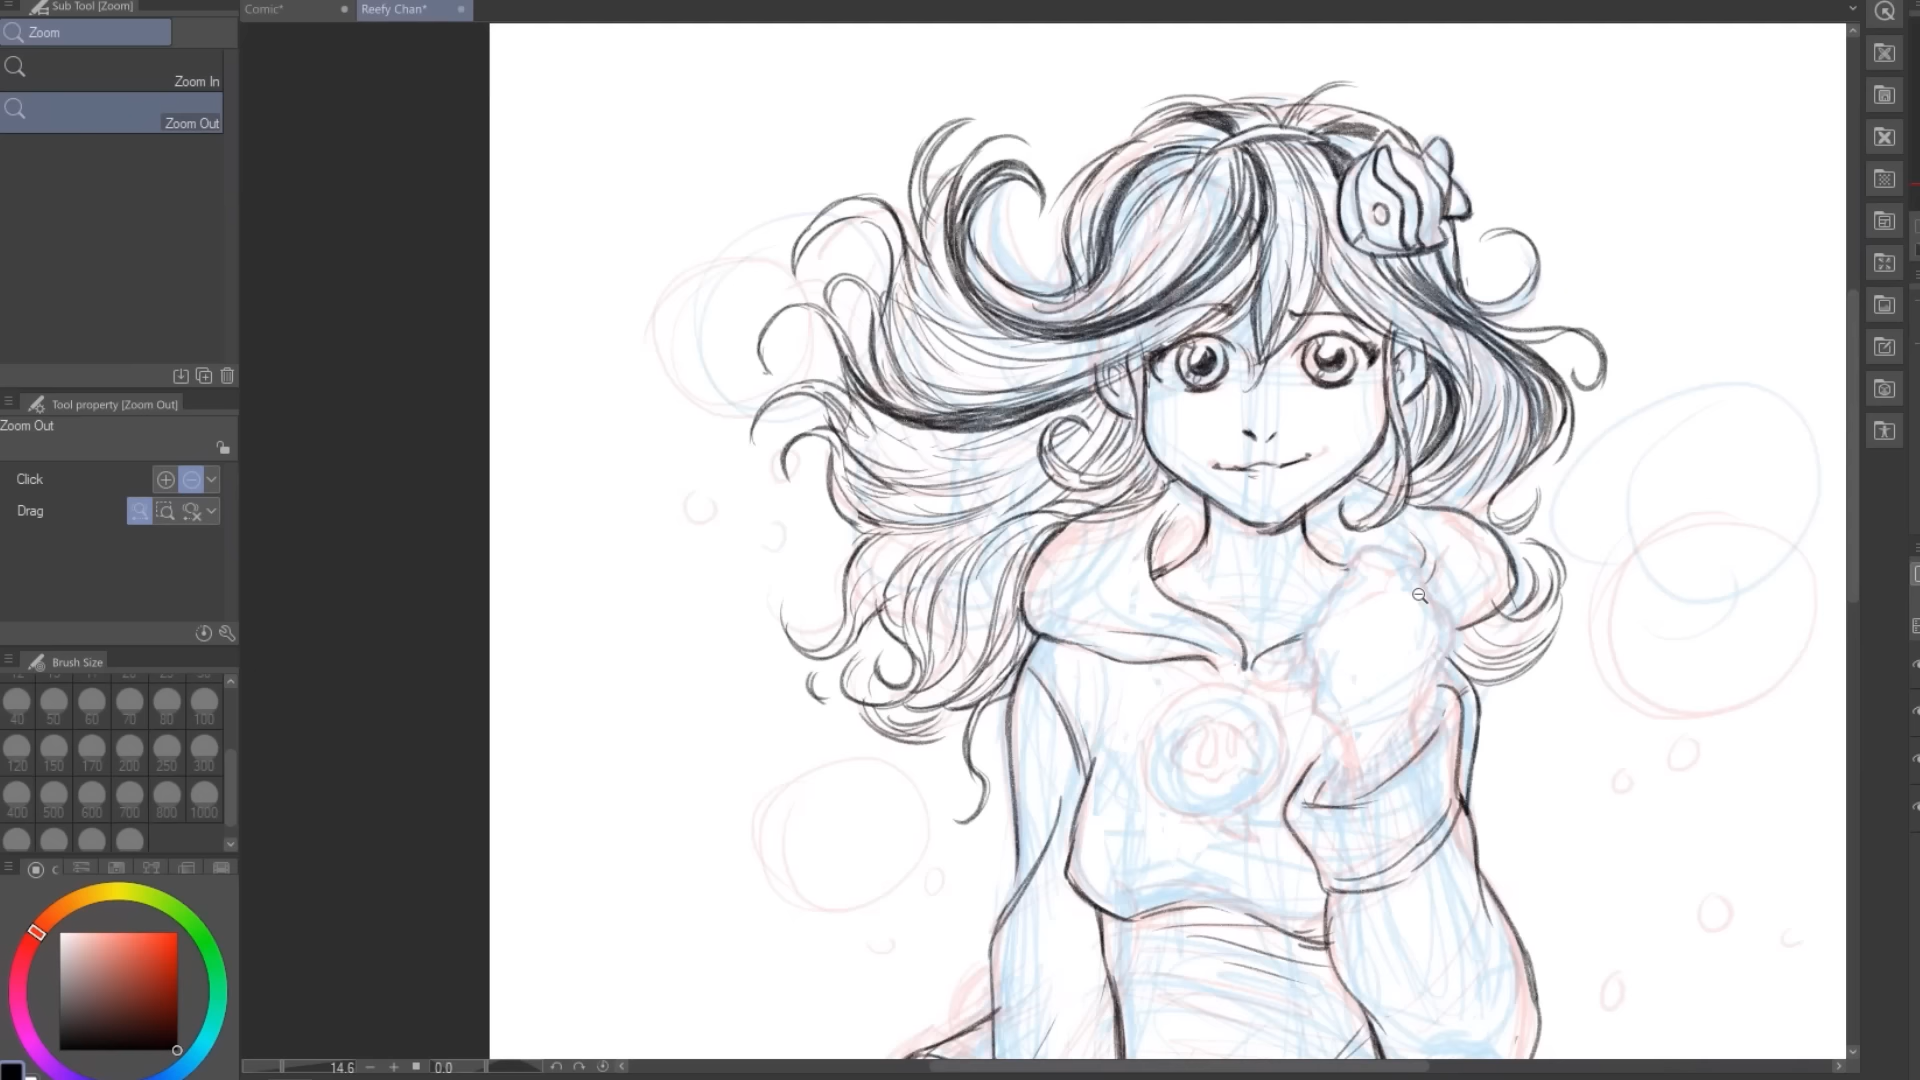 Sub Tool [Zoom]
Comic*
Reefy Chan*
Zoom
Zoom In
Zoom Out
Tool property [Zoom Out]
Zoom Out
Click
Drag
Brush Size
40 50 60 70 80 100
120 150 170 200 250 300
400 500 600 700 800 1000
C
14.6
0.0